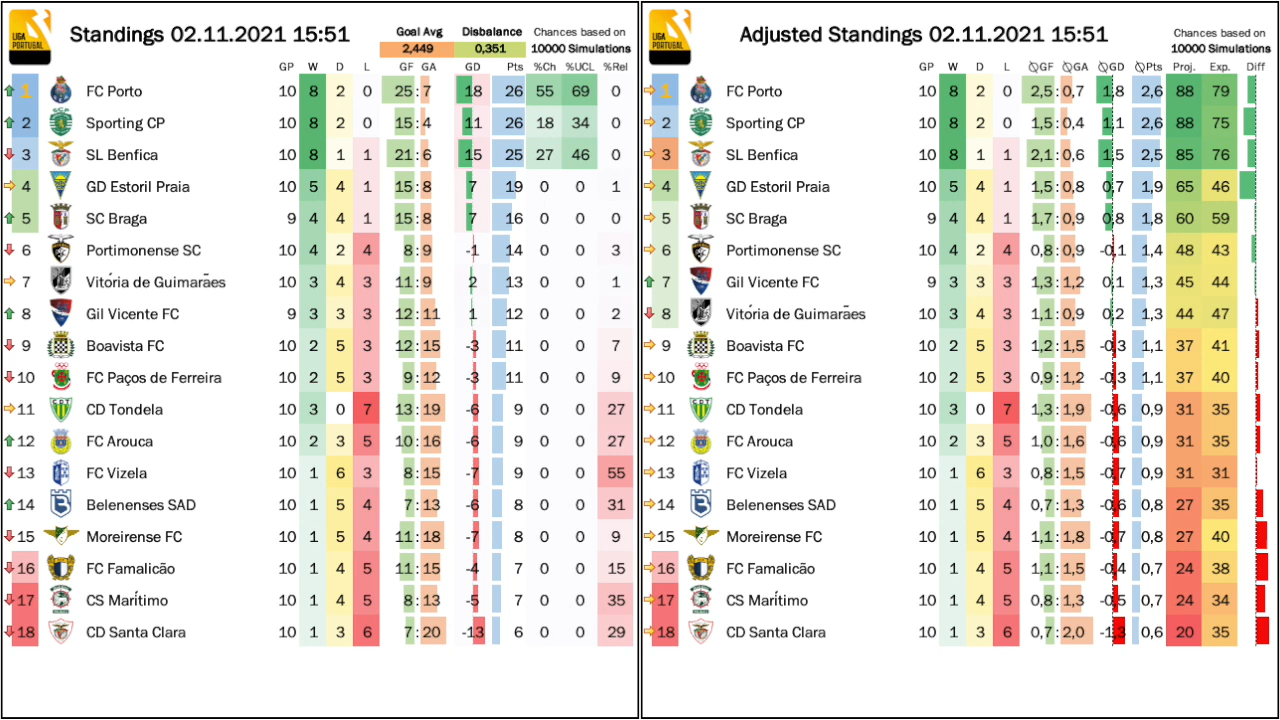 LIGA
PORTUGAL
Standings 02.11.2021 15:51
Goal Avg Disbalance Chances based on
2,449 0,351 10000 Simulations
GP W D L GF GA GD Pts %Ch %UCL %Rel
1 FC Porto 10 8 2 0 25 : 7 18 26 55 69 0
2 Sporting CP 10 8 2 0 15 : 4 11 26 18 34 0
3 SL Benfica 10 8 1 1 21 : 6 15 25 27 46 0
4 GD Estoril Praia 10 5 4 1 15 : 8 7 19 0 0 1
5 SC Braga 9 4 4 1 15 : 8 7 16 0 0 0
6 Portimonense SC 10 4 2 4 8 : 9 -1 14 0 0 3
7 Vitória de Guimarães 10 3 4 3 11 : 9 2 13 0 0 1
8 Gil Vicente FC 9 3 3 3 12 : 11 1 12 0 0 2
9 Boavista FC 10 2 5 3 12 : 15 -3 11 0 0 7
10 FC Paços de Ferreira 10 2 5 3 9 : 12 -3 11 0 0 9
11 CD Tondela 10 3 0 7 13 : 19 -6 9 0 0 27
12 FC Arouca 10 2 3 5 10 : 16 -6 9 0 0 27
13 FC Vizela 10 1 6 3 8 : 15 -7 9 0 0 55
14 Belenenses SAD 10 1 5 4 7 : 13 -6 8 0 0 31
15 Moreirense FC 10 1 5 4 11 : 18 -7 8 0 0 9
16 FC Famalicão 10 1 4 5 11 : 15 -4 7 0 0 15
17 CS Marítimo 10 1 4 5 8 : 13 -5 7 0 0 35
18 CD Santa Clara 10 1 3 6 7 : 20 -13 6 0 0 29
LIGA
PORTUGAL
Adjusted Standings 02.11.2021 15:51
Chances based on
10000 Simulations
GP W D L ∅GF ∅GA ∅GD ∅Pts Proj. Exp. Diff
1 FC Porto 10 8 2 0 2,5 : 0,7 1,8 2,6 88 79
2 Sporting CP 10 8 2 0 1,5 : 0,4 1,1 2,6 88 75
3 SL Benfica 10 8 1 1 2,1 : 0,6 1,5 2,5 85 76
4 GD Estoril Praia 10 5 4 1 1,5 : 0,8 0,7 1,9 65 46
5 SC Braga 9 4 4 1 1,7 : 0,9 0,8 1,8 60 59
6 Portimonense SC 10 4 2 4 0,8 : 0,9 -0,1 1,4 48 43
7 Gil Vicente FC 9 3 3 3 1,3 : 1,2 0,1 1,3 45 44
8 Vitória de Guimarães 10 3 4 3 1,1 : 0,9 0,2 1,3 44 47
9 Boavista FC 10 2 5 3 1,2 : 1,5 -0,3 1,1 37 41
10 FC Paços de Ferreira 10 2 5 3 0,9 : 1,2 -0,3 1,1 37 40
11 CD Tondela 10 3 0 7 1,3 : 1,9 -0,6 0,9 31 35
12 FC Arouca 10 2 3 5 1,0 : 1,6 -0,6 0,9 31 35
13 FC Vizela 10 1 6 3 0,8 : 1,5 -0,7 0,9 31 31
14 Belenenses SAD 10 1 5 4 0,7 : 1,3 -0,6 0,8 27 35
15 Moreirense FC 10 1 5 4 1,1 : 1,8 -0,7 0,8 27 40
16 FC Famalicão 10 1 4 5 1,1 : 1,5 -0,4 0,7 24 38
17 CS Marítimo 10 1 4 5 0,8 : 1,3 -0,5 0,7 24 34
18 CD Santa Clara 10 1 3 6 0,7 : 2,0 -1,3 0,6 20 35